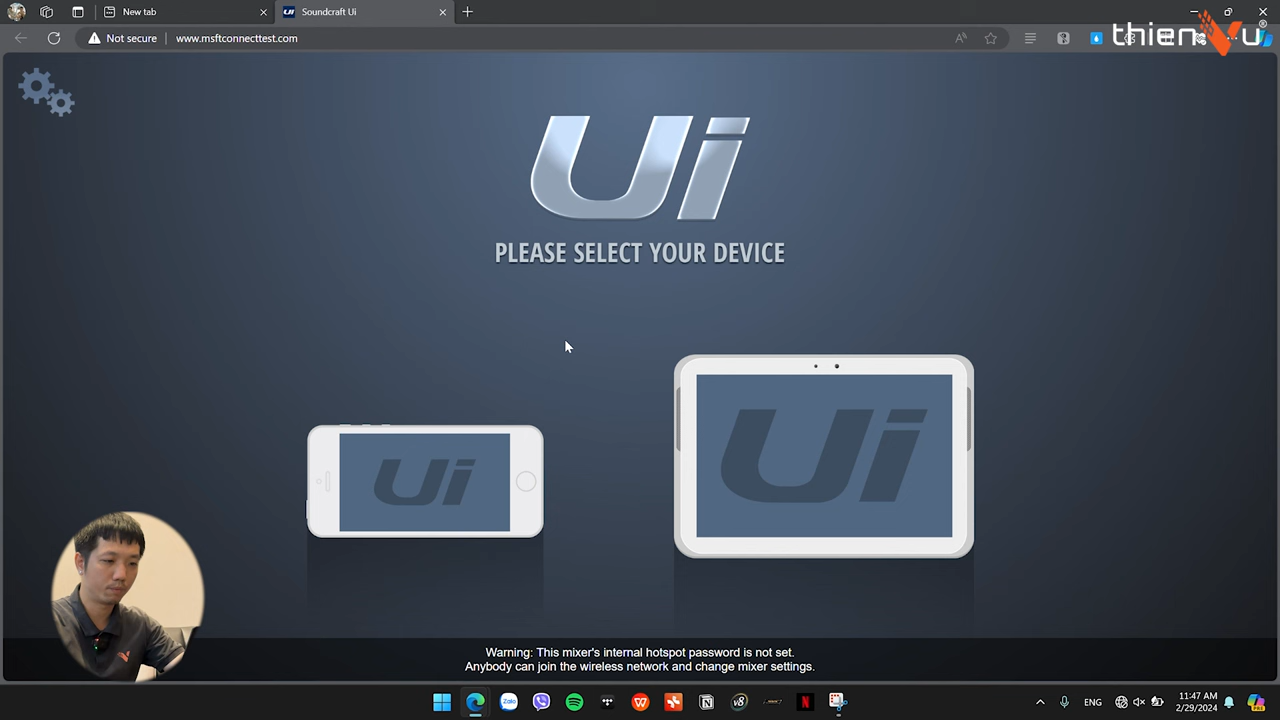 New tab
Soundcraft Ui
Not secure
www.msftconnecttest.com
thienVu
Ui
PLEASE SELECT YOUR DEVICE
Ui
Ui
Warning: This mixer's internal hotspot password is not set.
Anybody can join the wireless network and change mixer settings.
Zalo
ENG
11:47 AM
2/29/2024